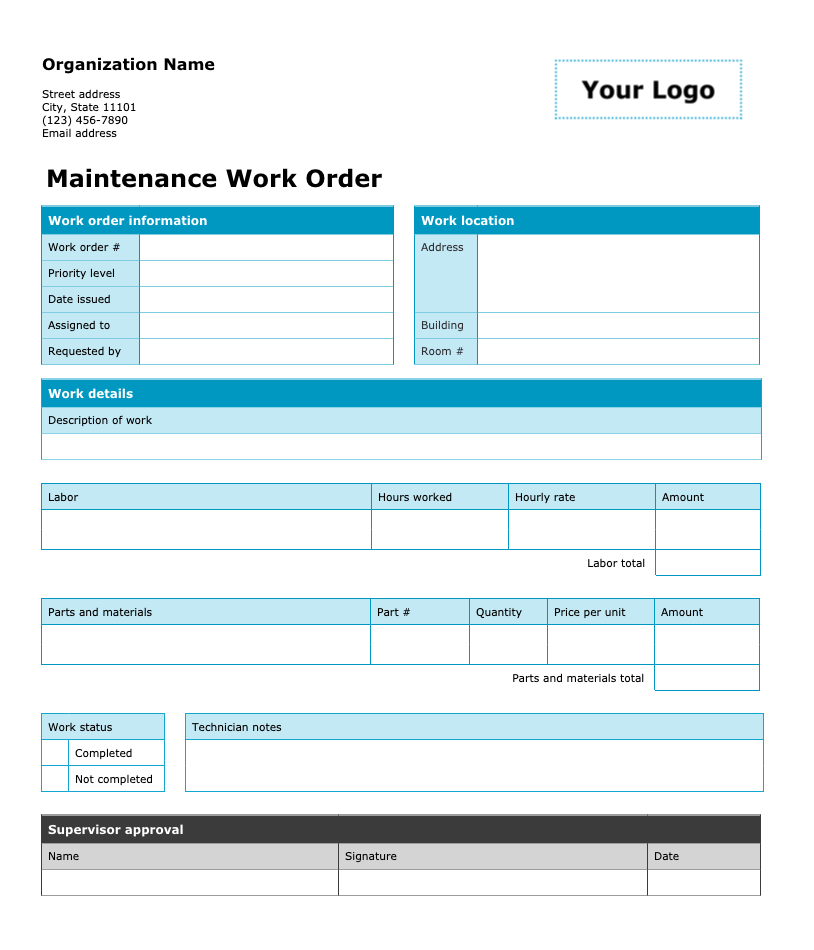 Organization Name
Your Logo
Street address
City, State 11101
(123) 456-7890
Email address
Maintenance Work Order
Work order information
Work order #
Priority level
Date issued
Assigned to
Requested by
Work location
Address
Building
Room #
Work details
Description of work
Labor Hours worked Hourly rate Amount
Labor total
Parts and materials Part # Quantity Price per unit Amount
Parts and materials total
Work status
Completed
Not completed
Technician notes
Supervisor approval
Name Signature Date